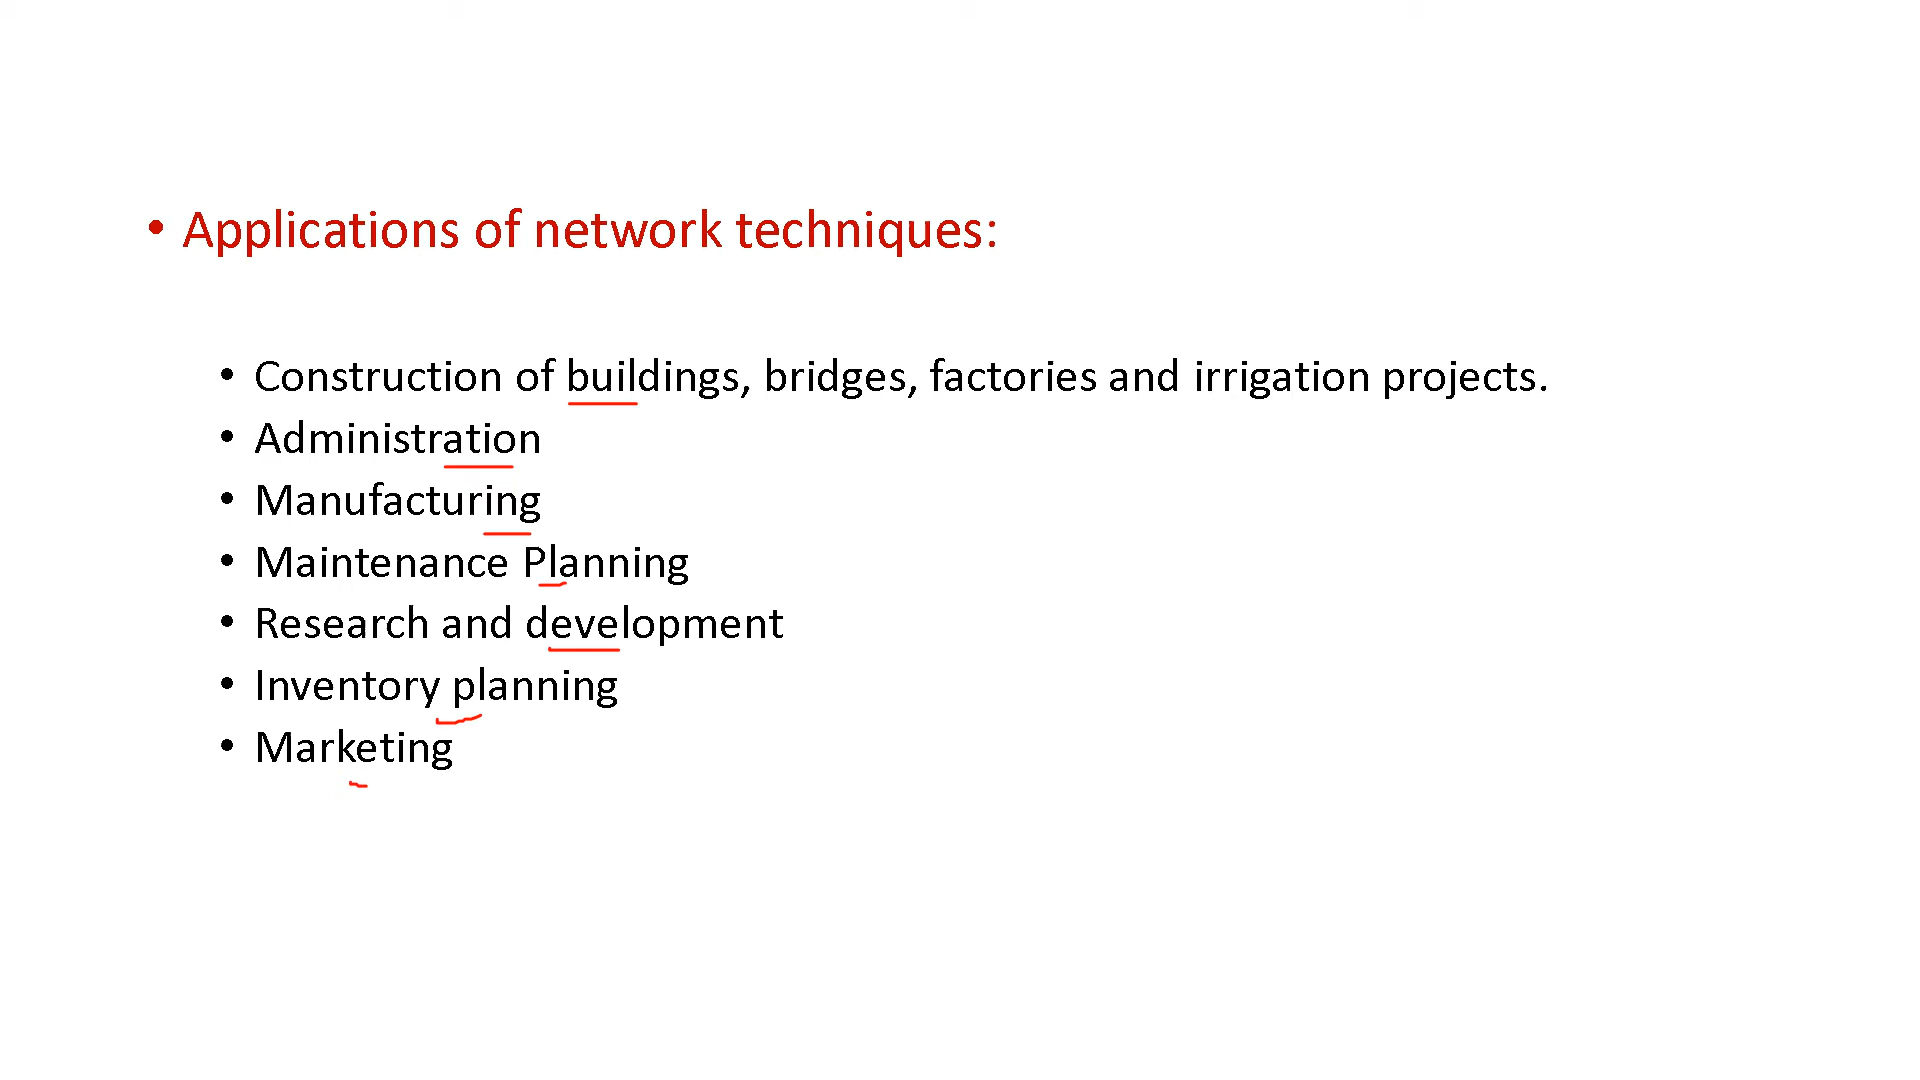 • Applications of network techniques:
• Construction of buildings, bridges, factories and irrigation projects.
• Administration
• Manufacturing
• Maintenance Planning
• Research and development
• Inventory planning
• Marketing